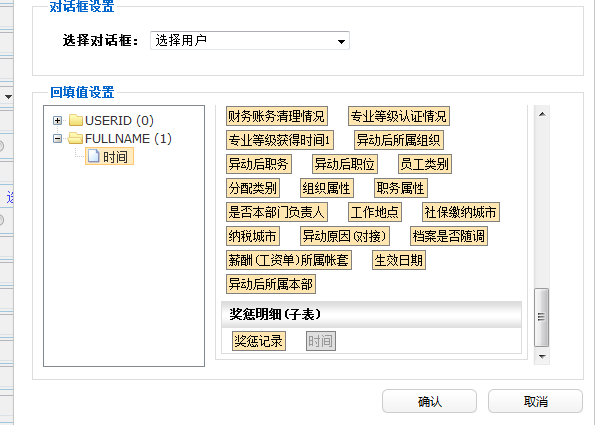 对话框设置
选择对话框： 选择用户
回填值设置
USERID (0)
FULLNAME (1)
时间
财务账务清理情况 专业等级认证情况
专业等级获得时间1 异动后所属组织
异动后职务 异动后职位 员工类别
分配类别 组织属性 职务属性
是否本部门负责人 工作地点 社保缴纳城市
纳税城市 异动原因(对接) 档案是否随调
薪酬(工资单)所属帐套 生效日期
异动后所属本部
奖惩明细(子表)
奖惩记录 时间
确认 取消